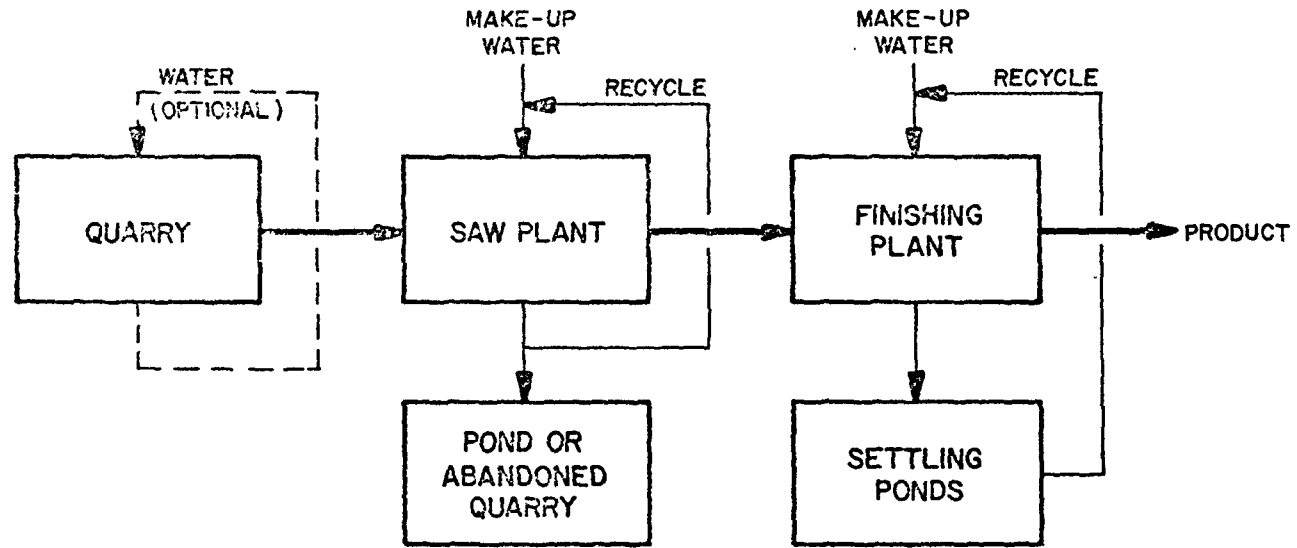 MAKE-UP
WATER
MAKE-UP
WATER
WATER
(OPTIONAL)
RECYCLE
RECYCLE
QUARRY
SAW PLANT
FINISHING
PLANT
PRODUCT
POND OR
ABANDONED
QUARRY
SETTLING
PONDS